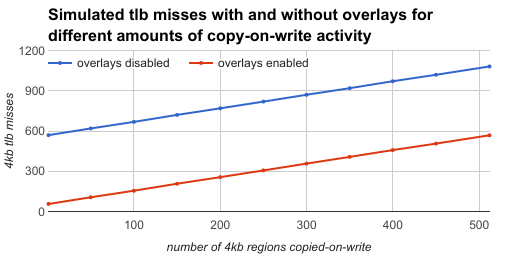 Simulated tlb misses with and without overlays for
different amounts of copy-on-write activity
1200
overlays disabled overlays enabled
900
600
300
0
4kb tlb misses
100 200 300 400 500
number of 4kb regions copied-on-write